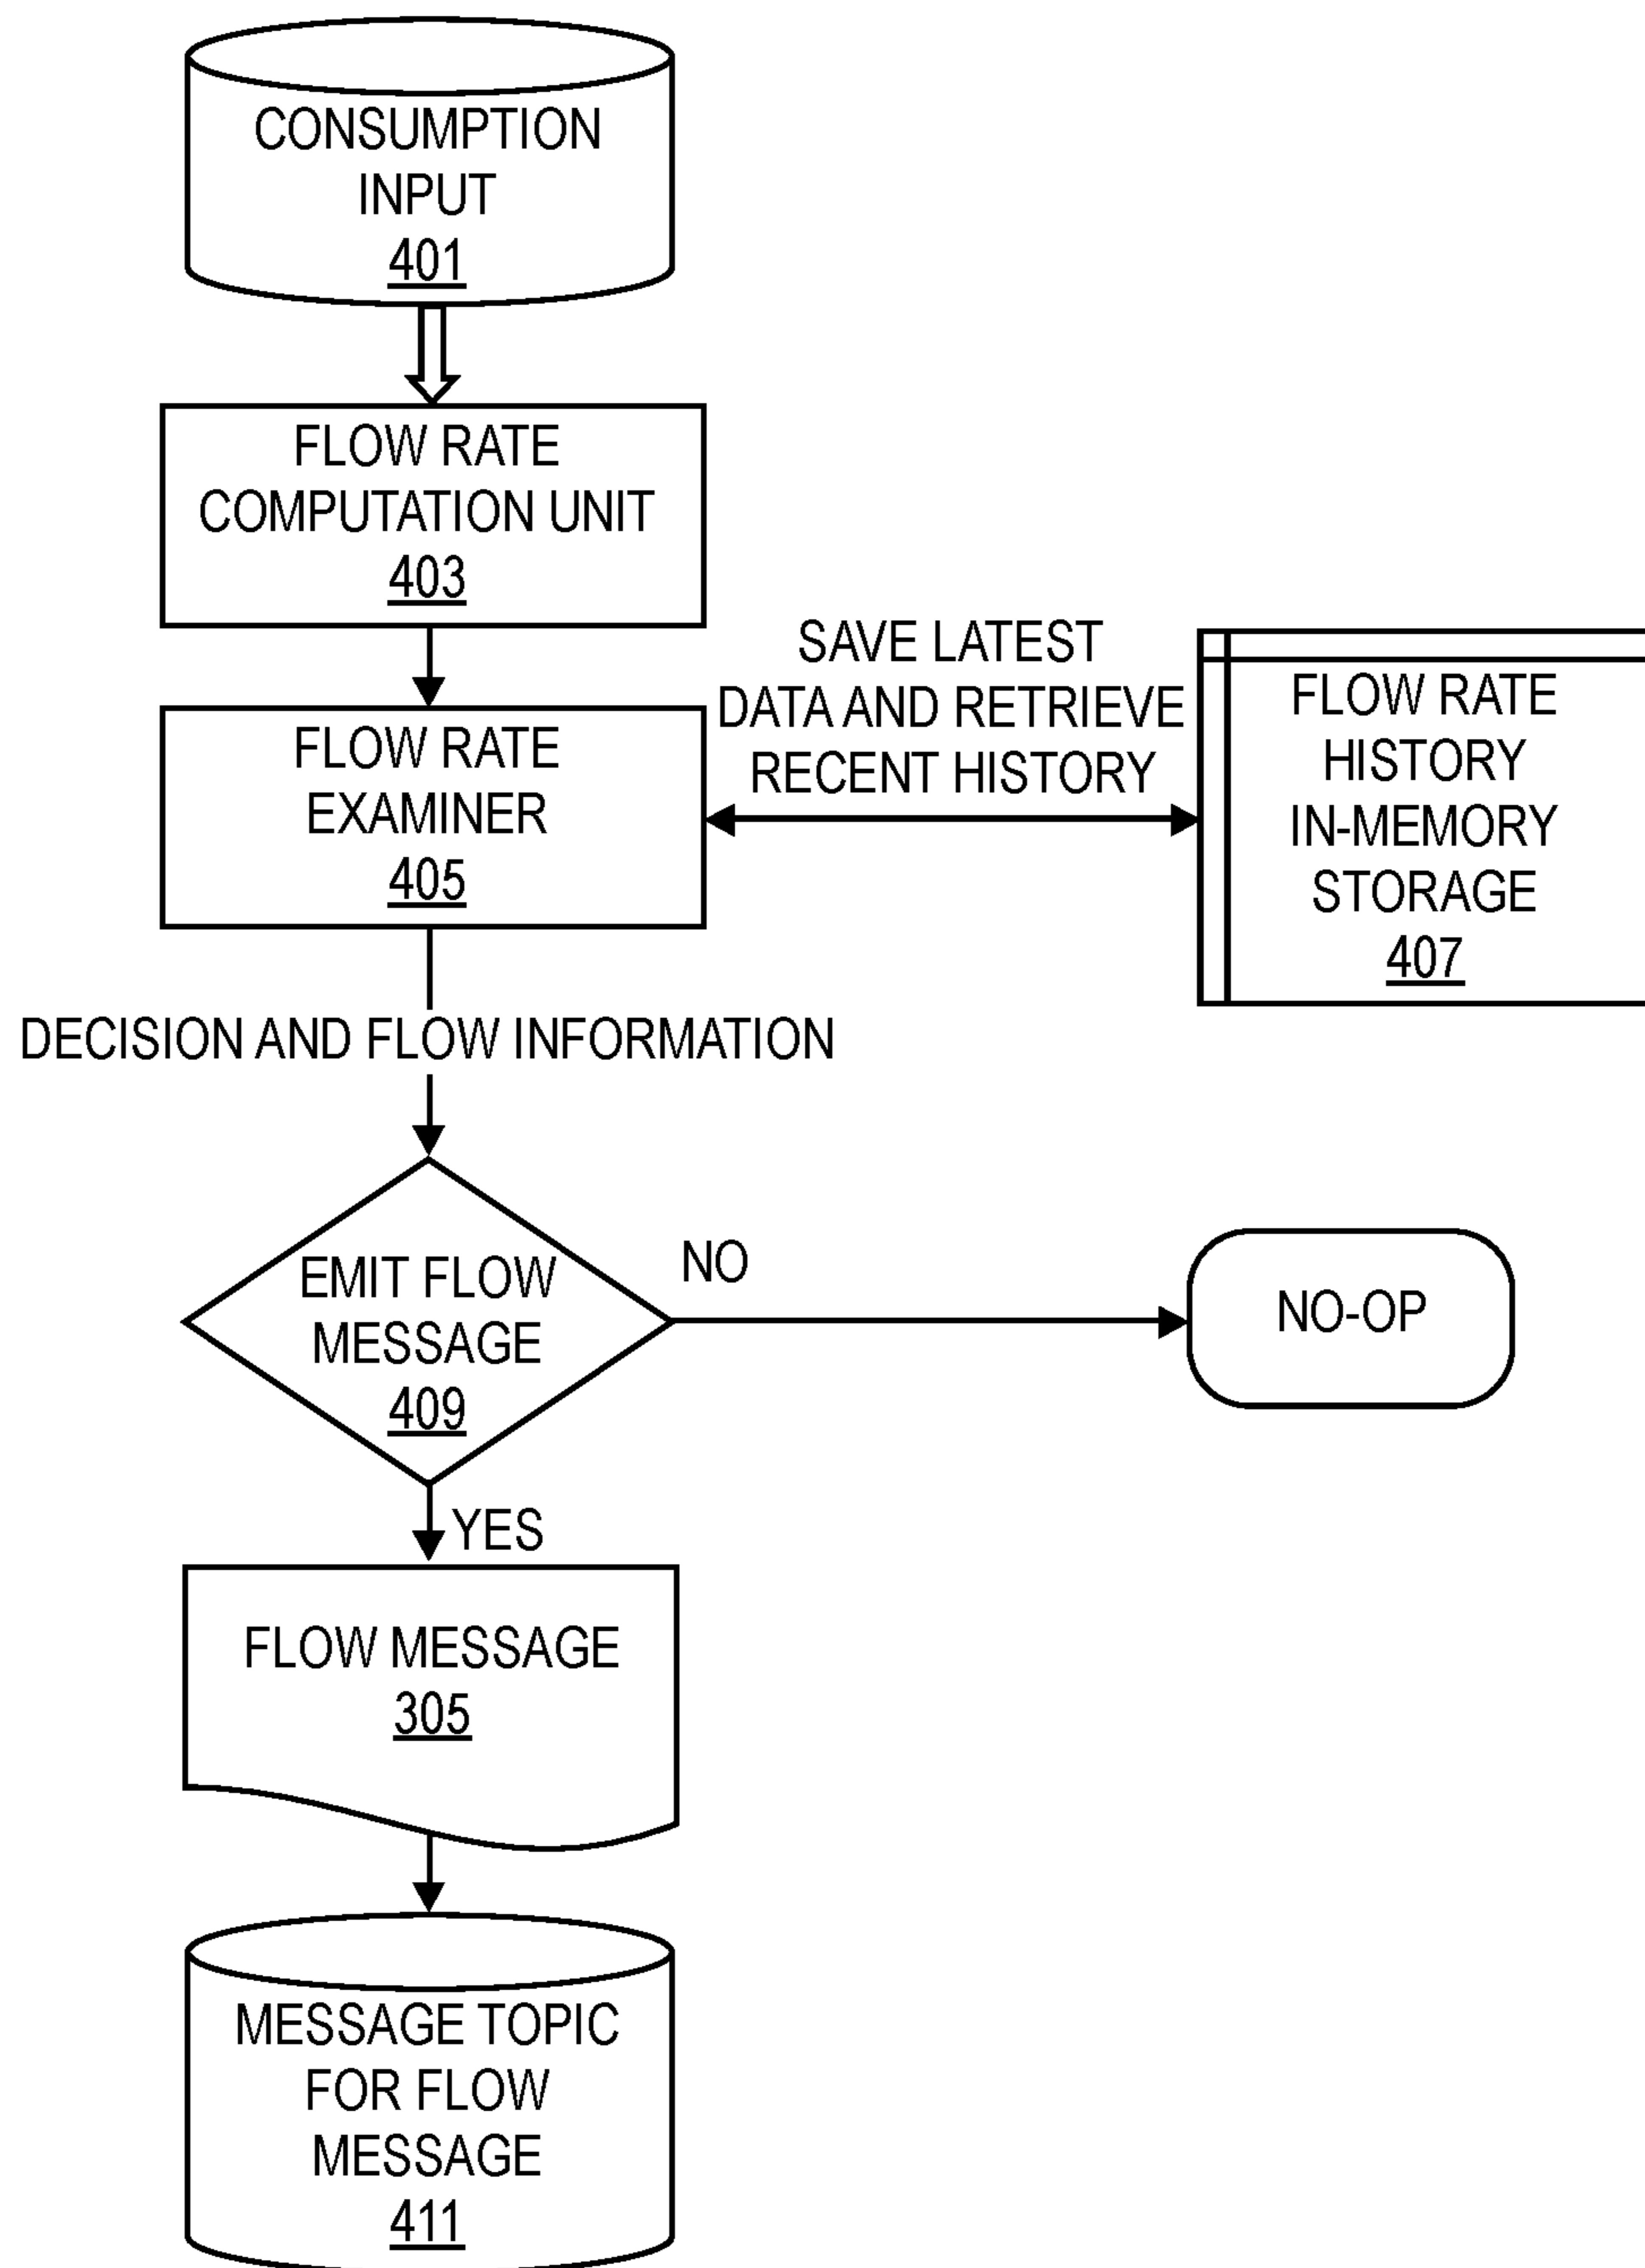 CONSUMPTION
INPUT
401
FLOW RATE
COMPUTATION UNIT
403
FLOW RATE
EXAMINER
405
SAVE LATEST
DATA AND RETRIEVE
RECENT HISTORY
FLOW RATE
HISTORY
IN-MEMORY
STORAGE
407
DECISION AND FLOW INFORMATION
EMIT FLOW
MESSAGE
409
NO
NO-OP
YES
FLOW MESSAGE
305
MESSAGE TOPIC
FOR FLOW
MESSAGE
411